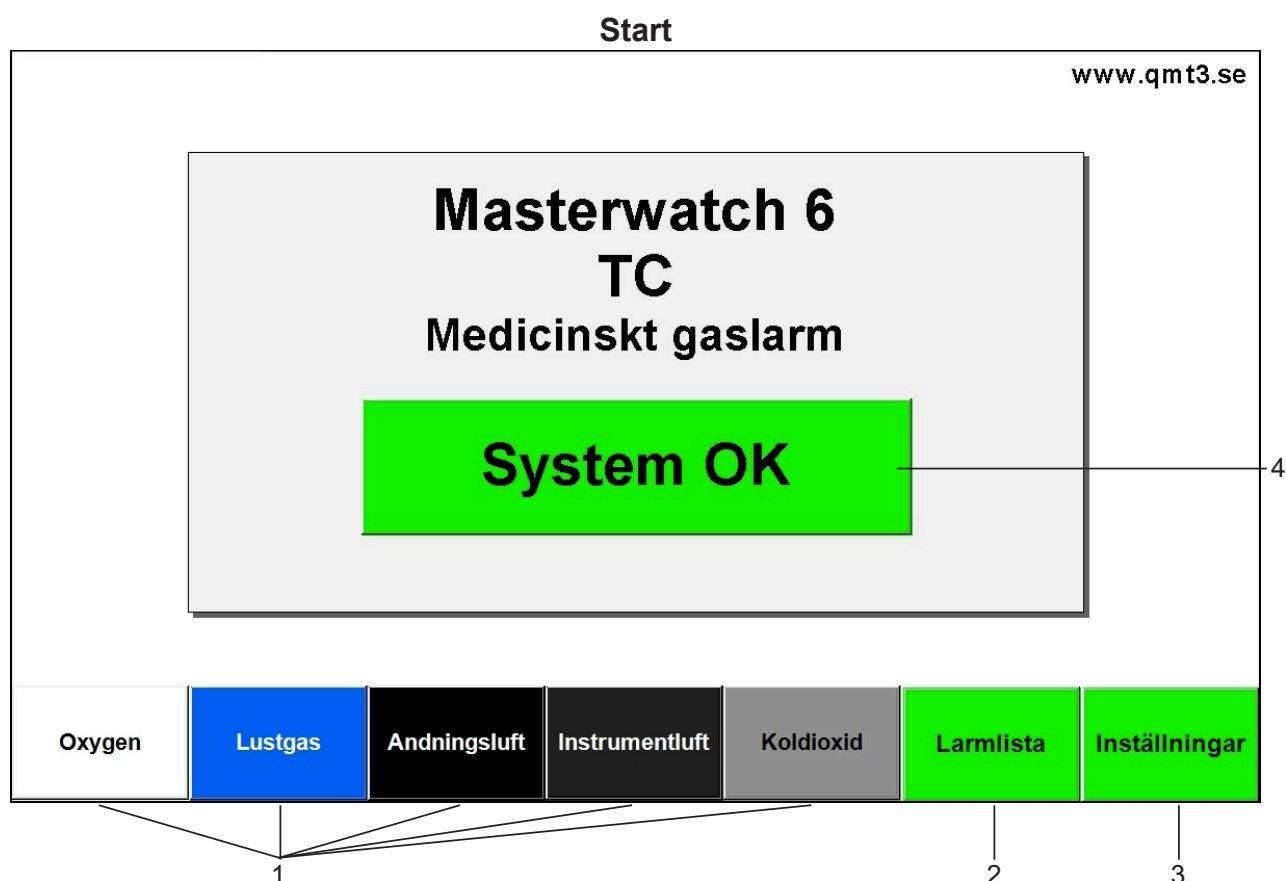 Start
www.qmt3.se
Masterwatch 6
TC
Medicinskt gaslarm
System OK
4
Oxygen
Lustgas
Andningsluft
Instrumentluft
Koldioxid
Larmlista
Inställningar
1
2
3